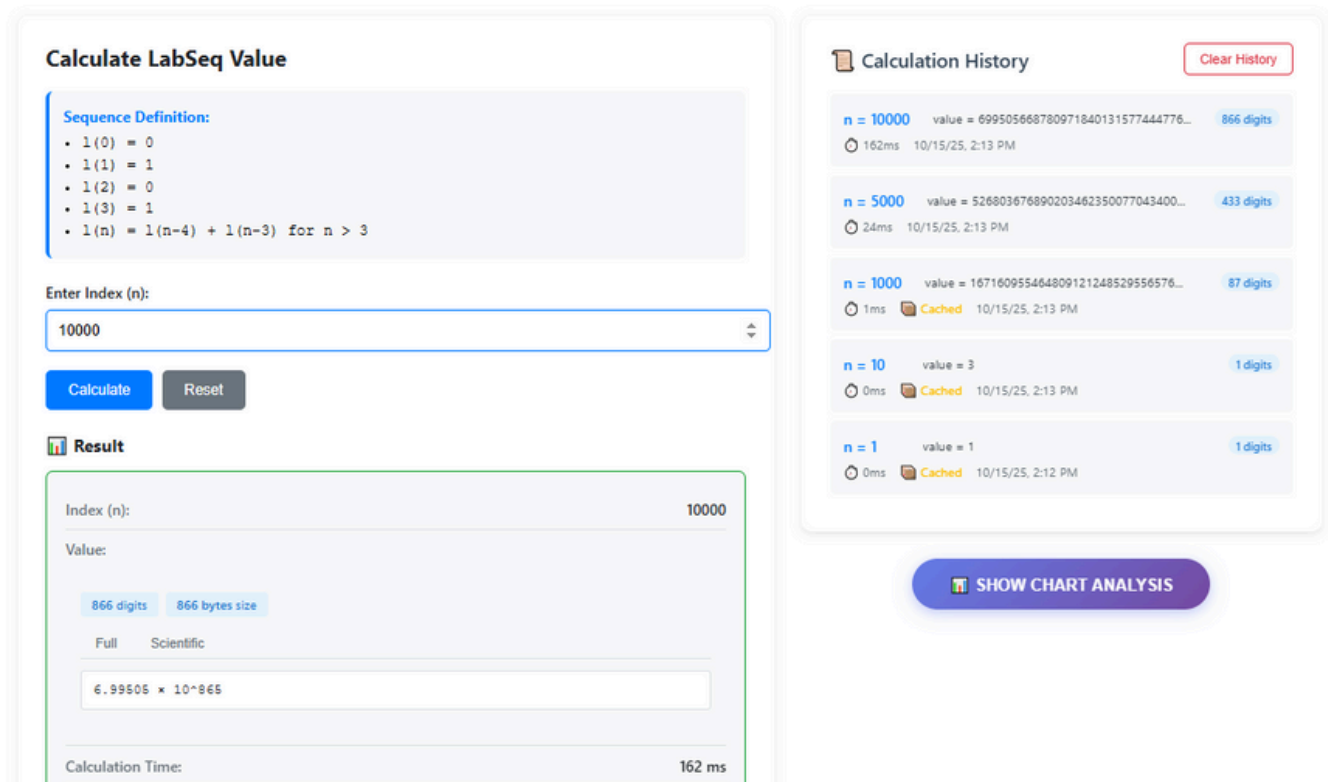 Calculate LabSeq Value
Sequence Definition:
• l(0) = 0
• l(1) = 1
• l(2) = 0
• l(3) = 1
• l(n) = l(n-4) + l(n-3) for n > 3
Enter Index (n):
10000
Calculate Reset
Result
Index (n): 10000
Value:
866 digits 866 bytes size
Full Scientific
6.99505 × 10^865
Calculation Time: 162 ms
Calculation History Clear History
n = 10000 value = 699505668780971840131577444776... 866 digits
162ms 10/15/25, 2:13 PM
n = 5000 value = 526803676890203462350077043400... 433 digits
24ms 10/15/25, 2:13 PM
n = 1000 value = 167160955464809121248529556576... 87 digits
1ms Cached 10/15/25, 2:13 PM
n = 10 value = 3 1 digits
0ms Cached 10/15/25, 2:13 PM
n = 1 value = 1 1 digits
0ms Cached 10/15/25, 2:12 PM
SHOW CHART ANALYSIS